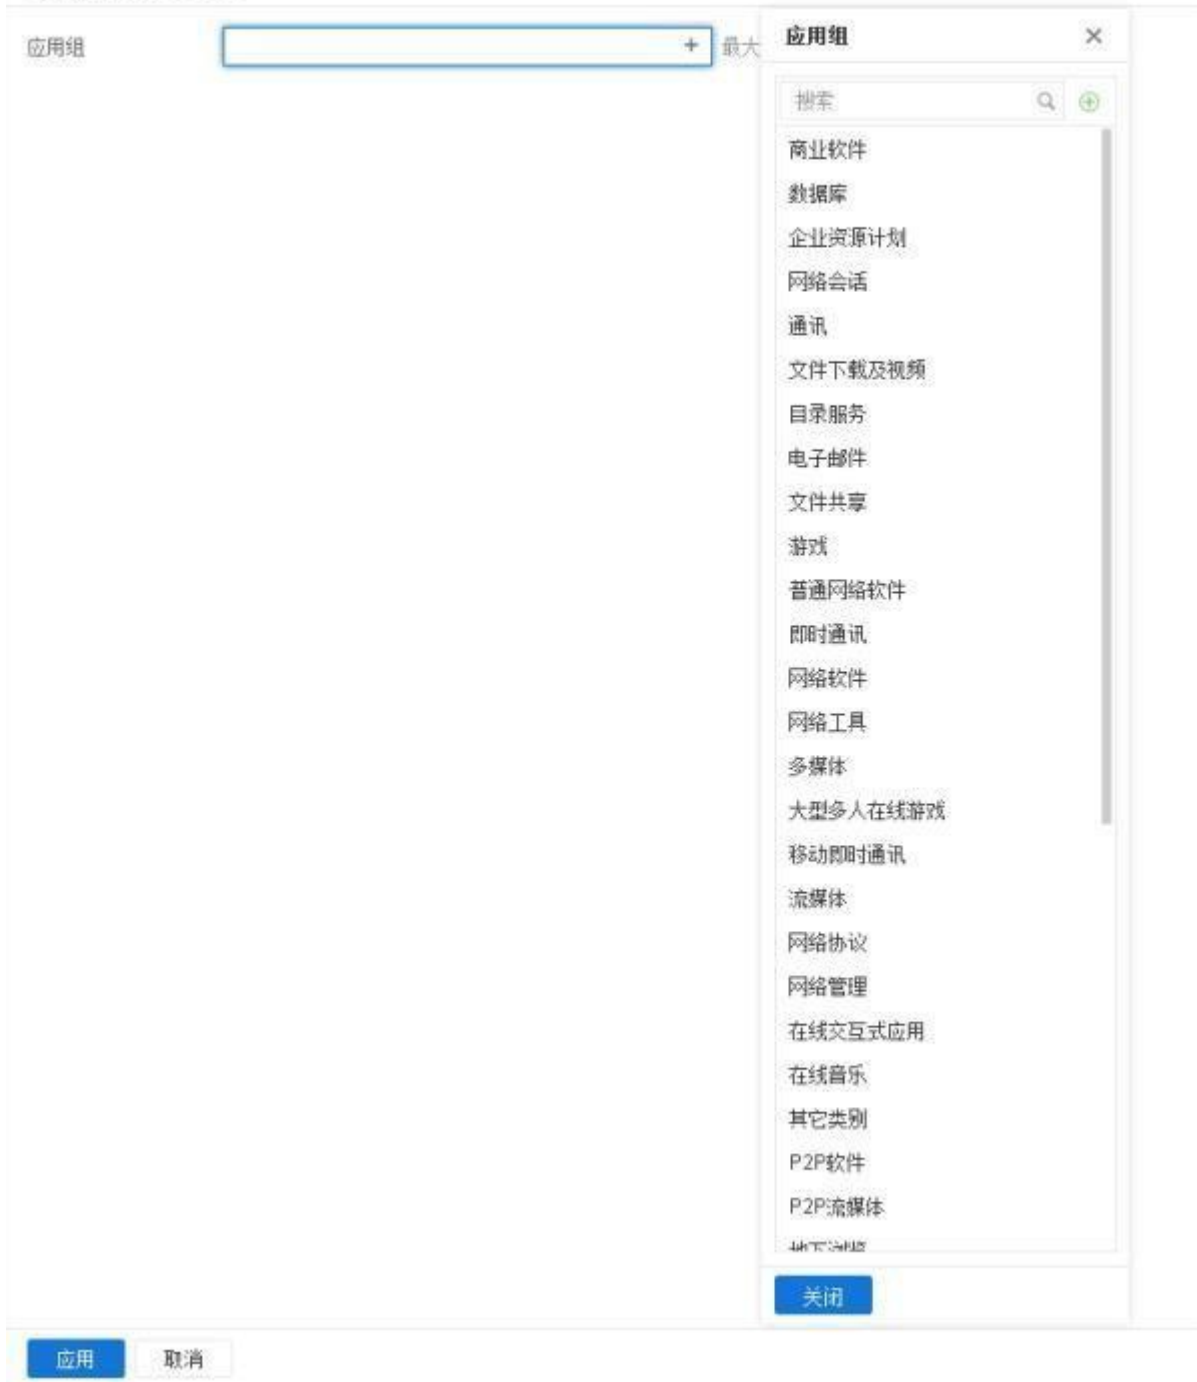 应用组
+ 最大
应用组
搜索
商业软件
数据库
企业资源计划
网络会话
通讯
文件下载及视频
目录服务
电子邮件
文件共享
游戏
普通网络软件
即时通讯
网络软件
网络工具
多媒体
大型多人在线游戏
移动即时通讯
流媒体
网络协议
网络管理
在线交互式应用
在线音乐
其它类别
P2P软件
P2P流媒体
关闭
应用 取消